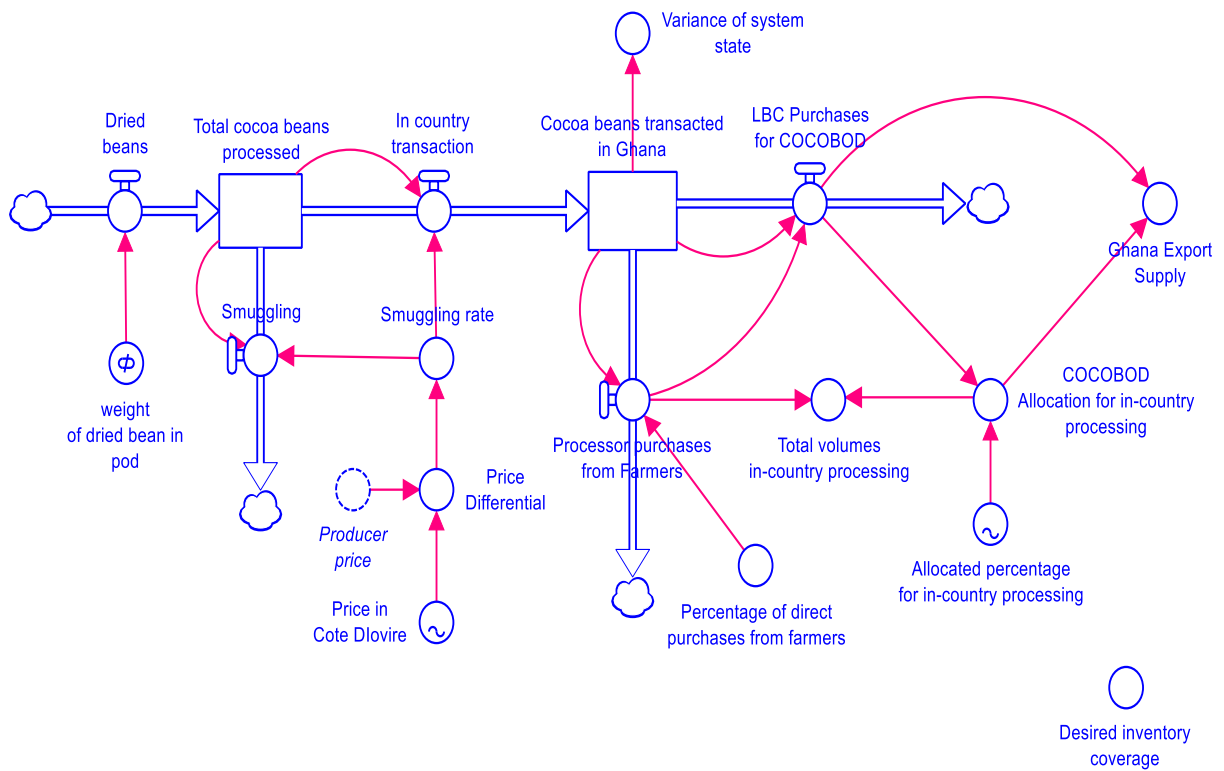 Variance of system
state
Dried
beans
Total cocoa beans
processed
In country
transaction
Cocoa beans transacted
in Ghana
LBC Purchases
for COCOBOD
Ghana Export
Supply
Smuggling
Smuggling rate
weight
of dried bean in
pod
COCOBOD
Allocation for in-country
processing
Processor purchases
from Farmers
Total volumes
in-country processing
Price
Differential
Producer
price
Allocated percentage
for in-country processing
Price in
Cote DIovire
Percentage of direct
purchases from farmers
Desired inventory
coverage